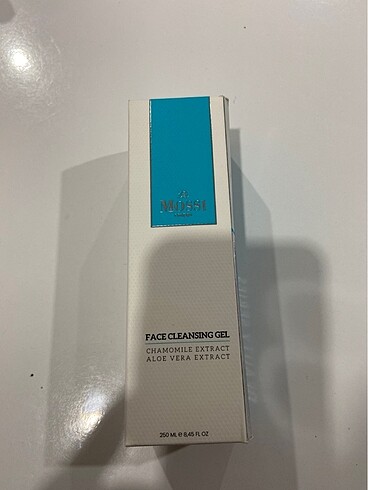 Mossi
FACE CLEANSING GEL
CHAMOMILE EXTRACT
ALOE VERA EXTRACT
250 ML ℮ 8,45 FL OZ